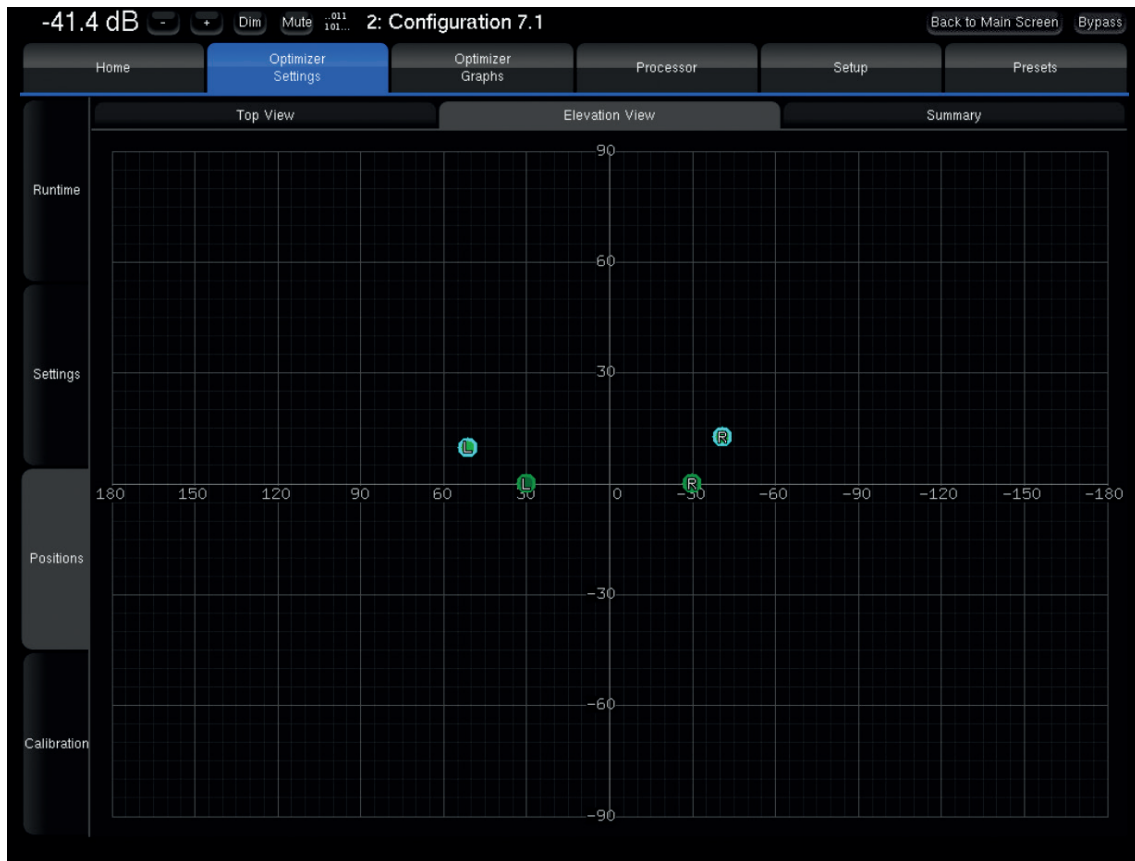 -41.4 dB - + Dim Mute ..011 101... 2: Configuration 7.1 Back to Main Screen Bypass
Home Optimizer Settings Optimizer Graphs Processor Setup Presets
Top View Elevation View Summary
90
Runtime
60
30
Settings
R
L
L R
180 150 120 90 60 30 0 -30 -60 -90 -120 -150 -180
Positions
-30
-60
Calibration
-90